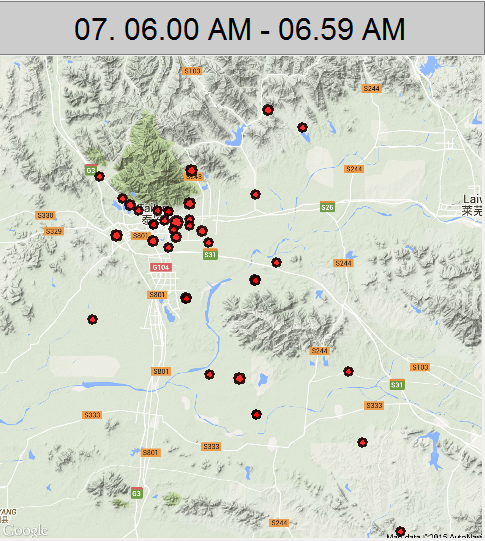 07. 06.00 AM - 06.59 AM
S103
S244
G3
S244
S26
Laiw
莱芜
S330
S329
S801
S31
S244
G104
S801
S244
S103
S801
S31
S333
S333
S333
S801
G3
S244
YANG
Google
Map data ©2015 AutoNavi